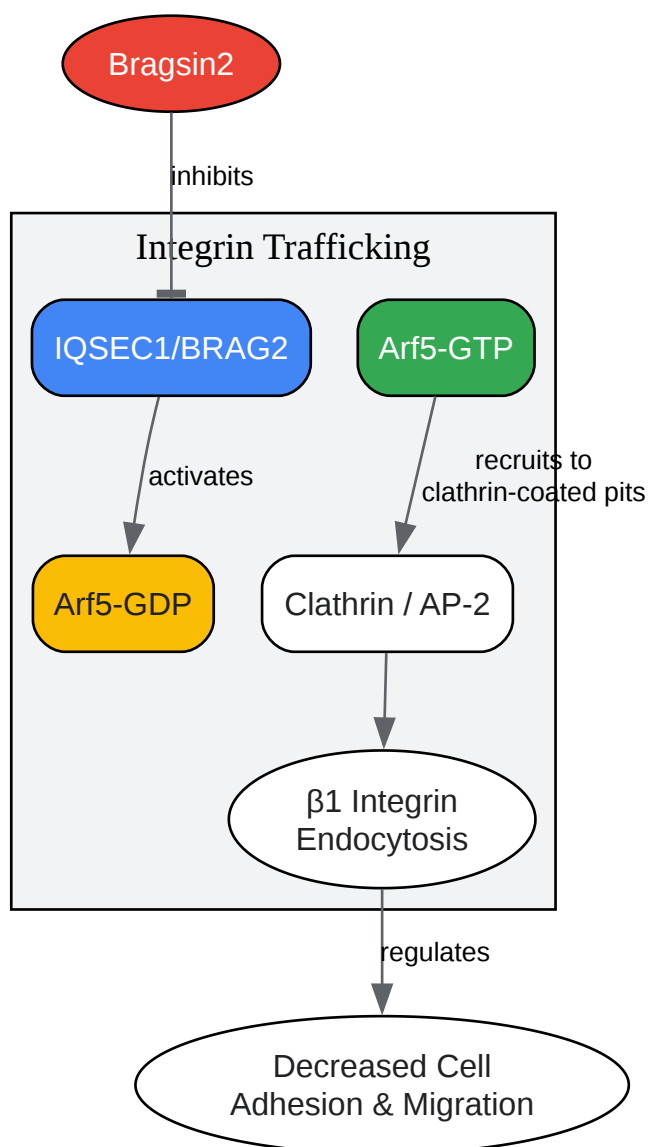 Bragsin2
inhibits
Integrin Trafficking
IQSEC1/BRAG2
Arf5-GTP
activates
recruits to
clathrin-coated pits
Arf5-GDP
Clathrin / AP-2
β1 Integrin
Endocytosis
regulates
Decreased Cell
Adhesion & Migration